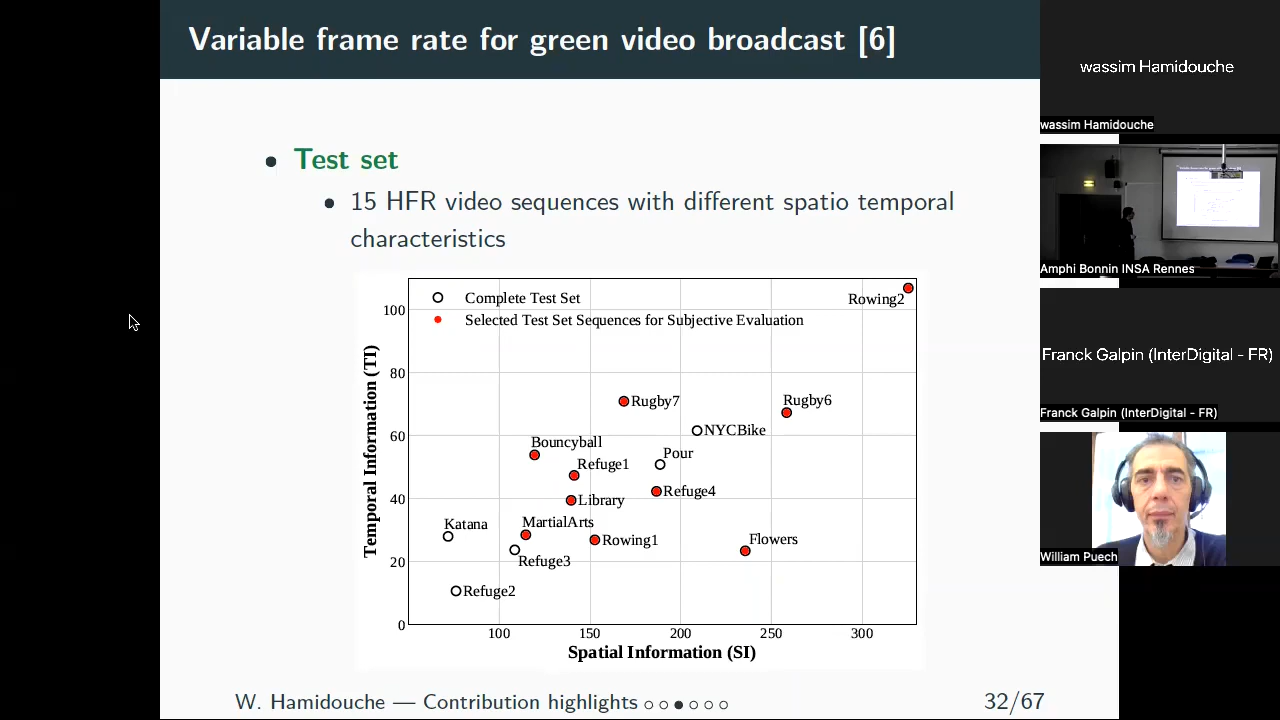 Variable frame rate for green video broadcast [6]
Test set
15 HFR video sequences with different spatio temporal
characteristics
Complete Test Set
Selected Test Set Sequences for Subjective Evaluation
Rowing2
Rugby7
Rugby6
NYCBike
Bouncyball
Pour
Refuge1
Refuge4
Library
Katana
MartialArts
Rowing1
Flowers
Refuge3
Refuge2
100
80
60
40
20
0
Temporal Information (TI)
100 150 200 250 300
Spatial Information (SI)
W. Hamidouche — Contribution highlights
32/67
wassim Hamidouche
wassim Hamidouche
Amphi Bonnin INSA Rennes
Franck Galpin (InterDigital - FR)
Franck Galpin (InterDigital - FR)
William Puech